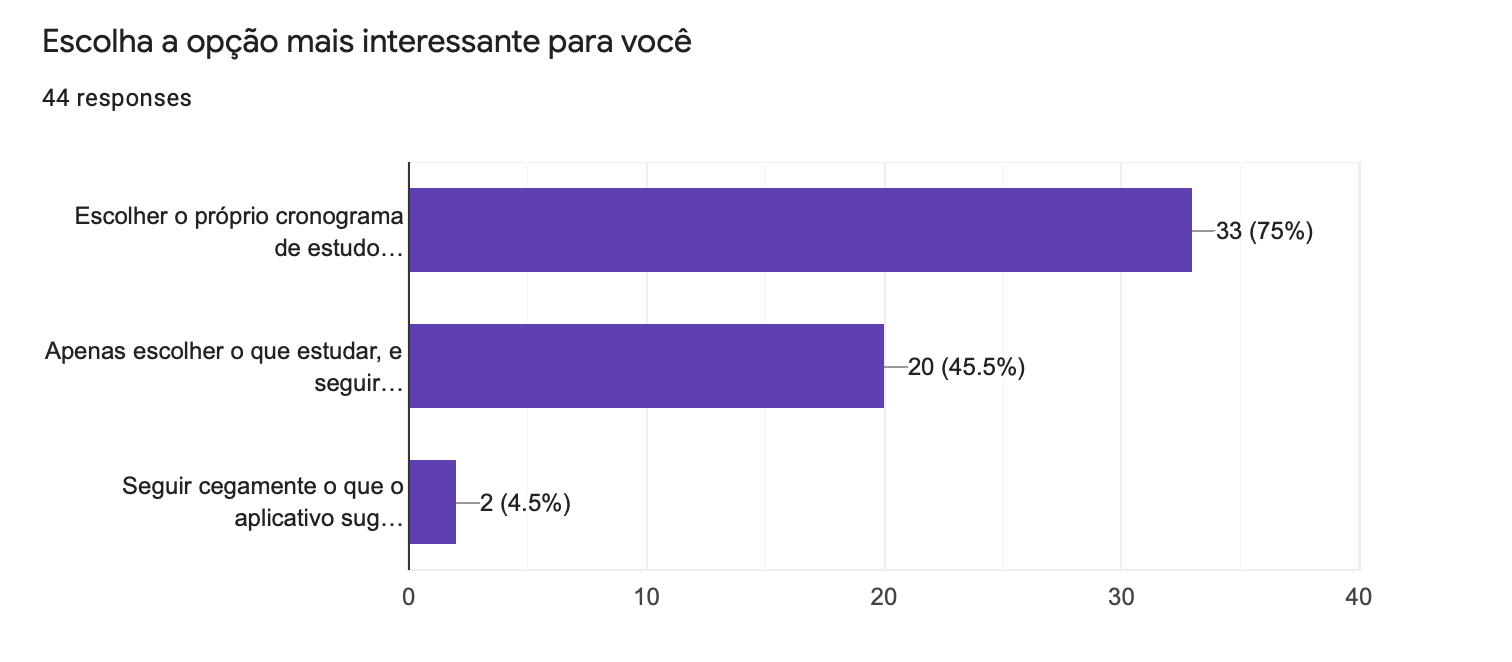 Escolha a opção mais interessante para você
44 responses
Escolher o próprio cronograma
de estudo…
33 (75%)
Apenas escolher o que estudar, e
seguir…
20 (45.5%)
Seguir cegamente o que o
aplicativo sug…
2 (4.5%)
0 10 20 30 40